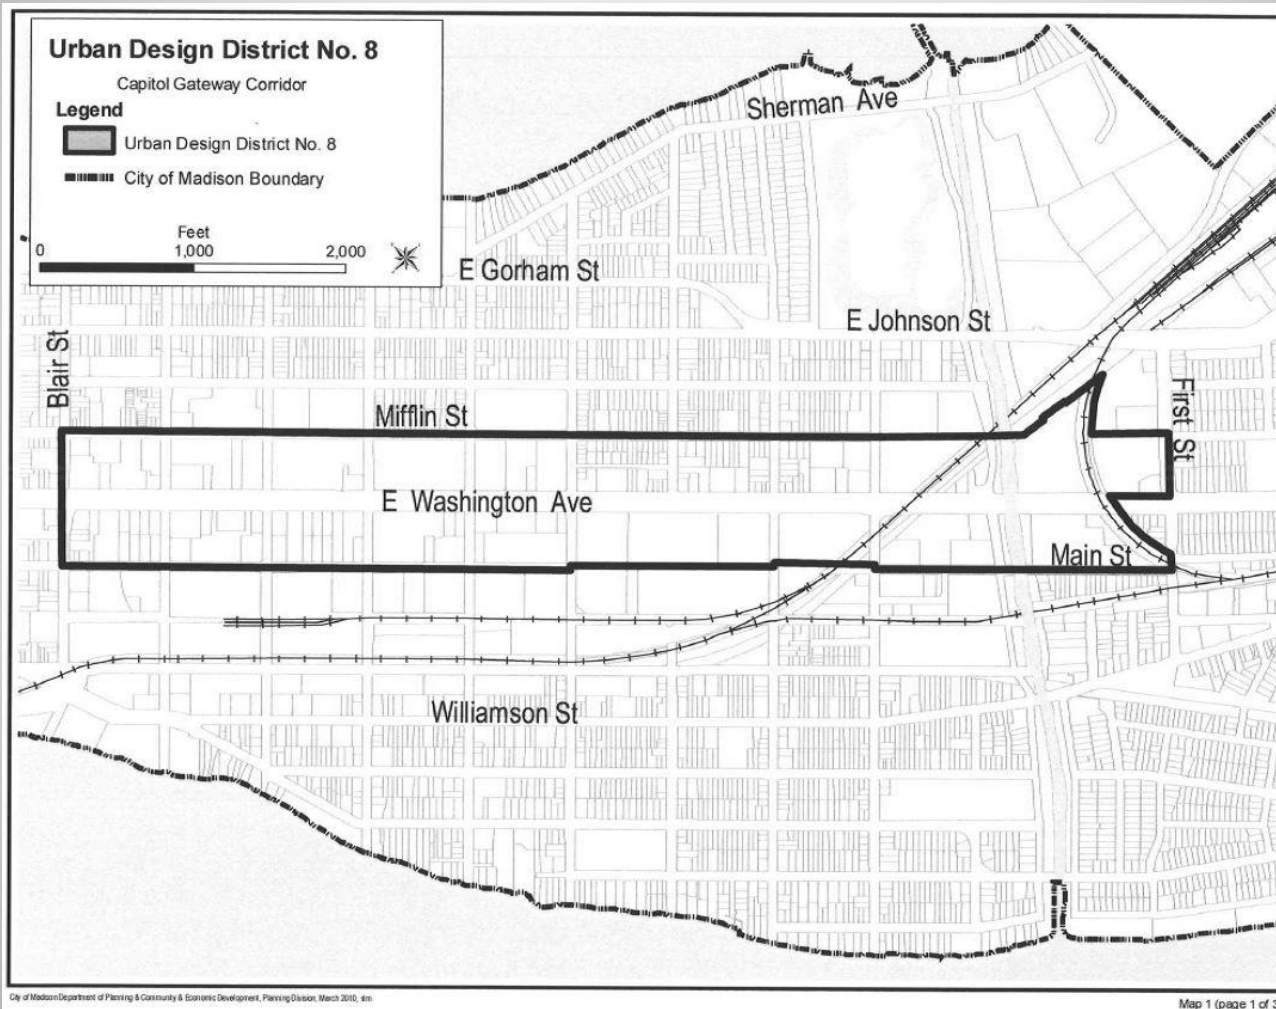 Urban Design District No. 8
Capitol Gateway Corridor
Legend
Urban Design District No. 8
City of Madison Boundary
Feet
0 1,000 2,000
Sherman Ave
E Gorham St
E Johnson St
Blair St
First St
Mifflin St
E Washington Ave
Main St
Williamson St
City of Madison Department of Planning & Community & Economic Development, Planning Division, March 2010,
Map 1 (page 1 of 3